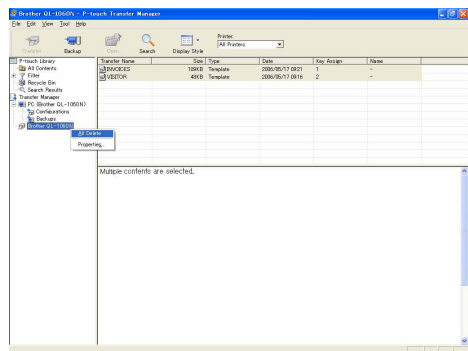 Brother QL-1060N - P-touch Transfer Manager
File Edit View Tool Help
Transfer Backup Open Search Display Style
Printer:
All Printers
P-touch Library
All Contents
Filter
Recycle Bin
Search Results
Transfer Manager
PC (Brother QL-1060N)
Configurations
Backups
Brother QL-1060N
All Delete
Properties...
Transfer Name Size Type Date Key Assign Name
INVOICES 109KB Template 2006/05/17 09:21 1 -
VISITOR 48KB Template 2006/05/17 09:16 2 -
Multiple contents are selected.